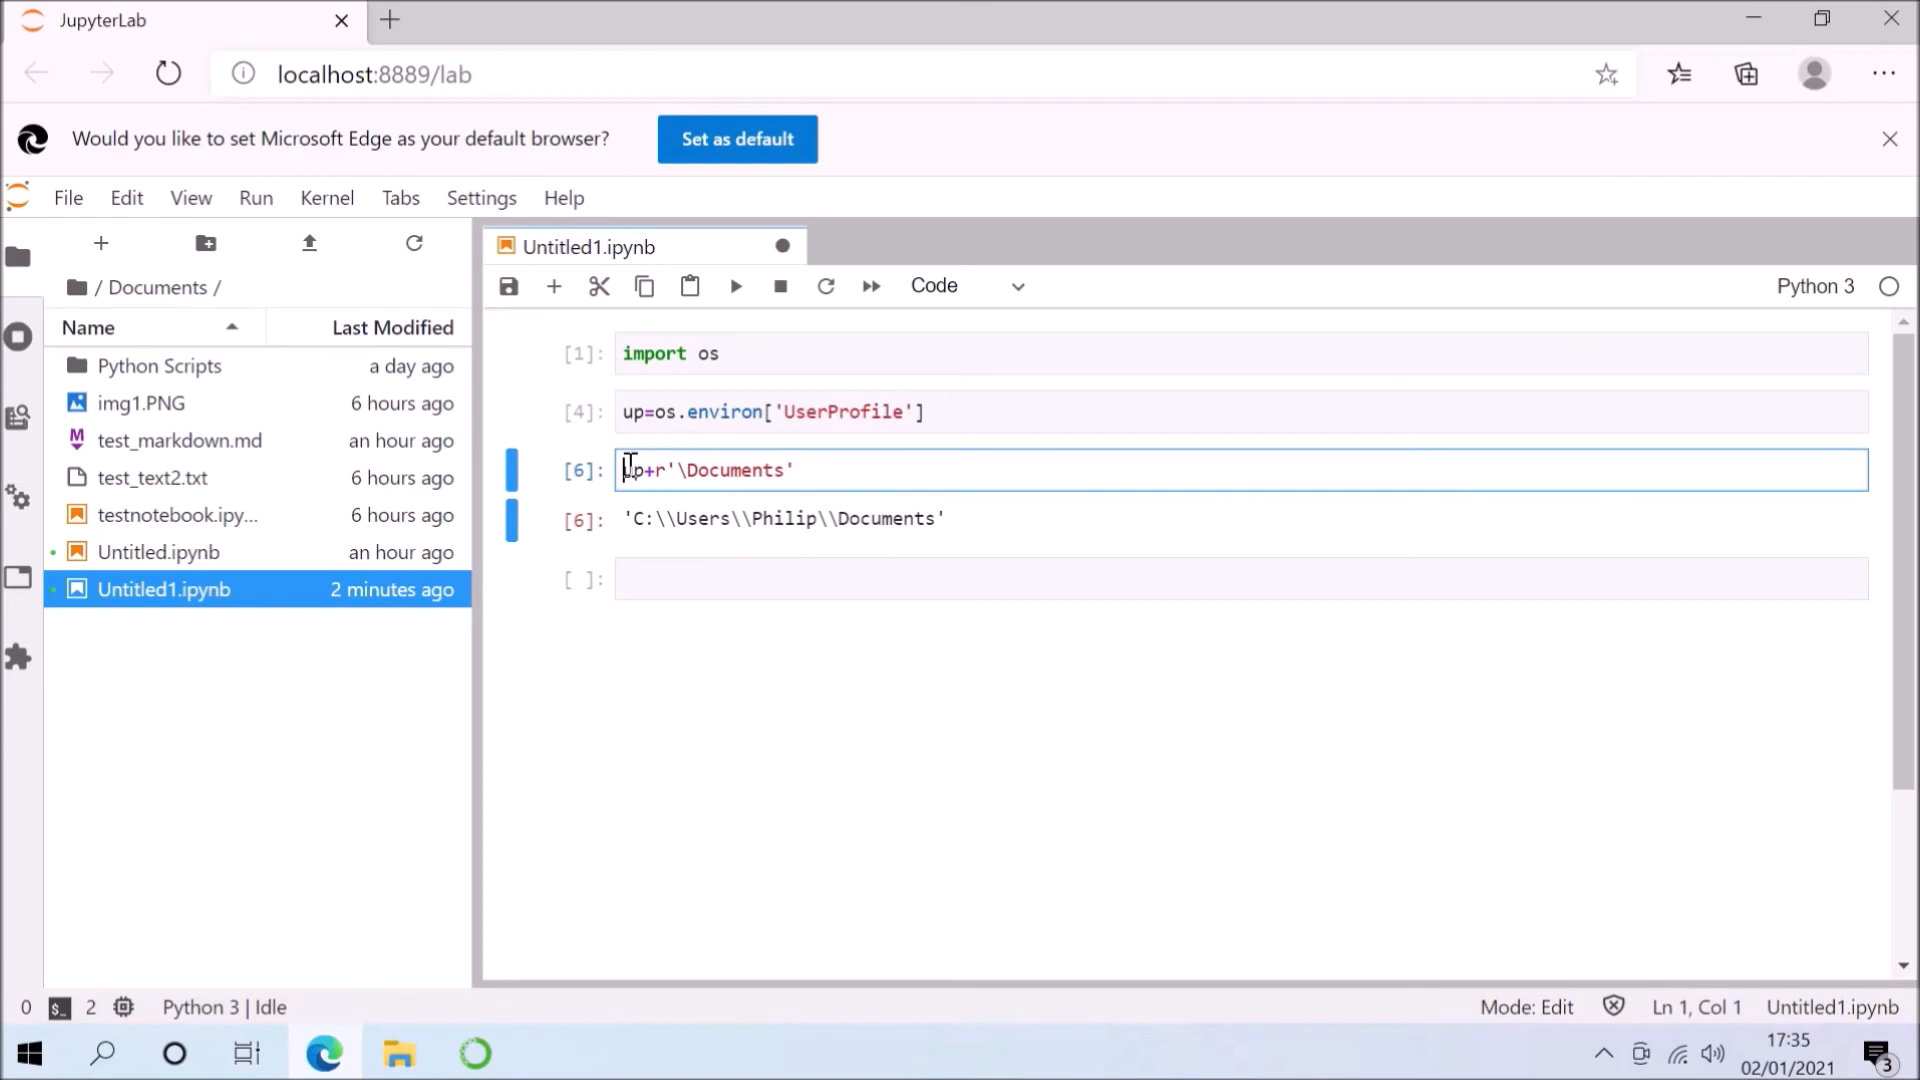 JupyterLab
localhost:8889/lab
Would you like to set Microsoft Edge as your default browser? Set as default
File Edit View Run Kernel Tabs Settings Help
/ Documents /
Name Last Modified
Python Scripts a day ago
img1.PNG 6 hours ago
test_markdown.md an hour ago
test_text2.txt 6 hours ago
testnotebook.ipy... 6 hours ago
Untitled.ipynb an hour ago
Untitled1.ipynb 2 minutes ago
Untitled1.ipynb
Code Python 3
[1]: import os
[4]: up=os.environ['UserProfile']
[6]: up+r'\Documents'
[6]: 'C:\\Users\\Philip\\Documents'
[ ]:
0 $_ 2 Python 3 | Idle Mode: Edit Ln 1, Col 1 Untitled1.ipynb
17:35
02/01/2021
3